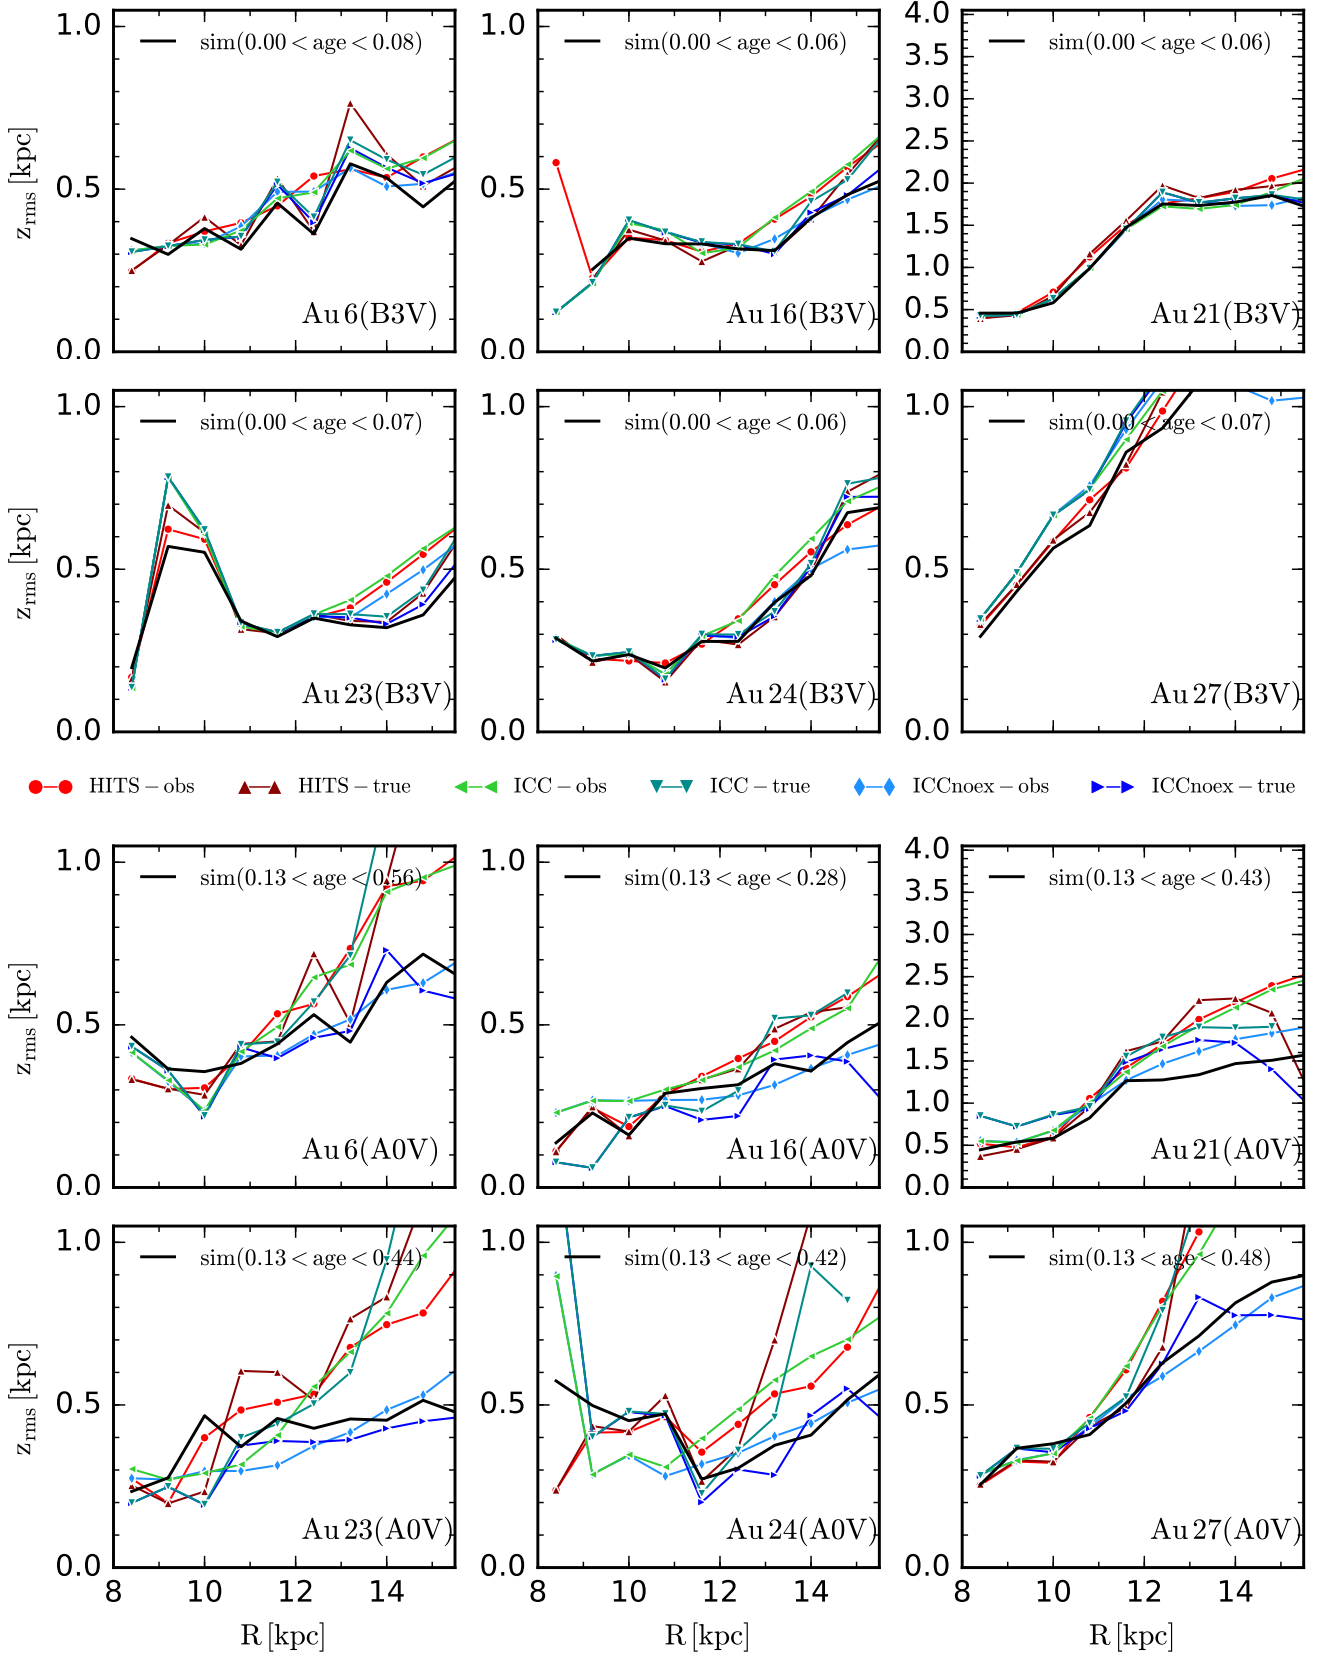 sim(0.00 < age < 0.08)
sim(0.00 < age < 0.06)
sim(0.00 < age < 0.06)
1.0
0.5
0.0
1.0
0.5
0.0
4.0
3.5
3.0
2.5
2.0
1.5
1.0
0.5
0.0
z_rms [kpc]
Au 6(B3V)
Au 16(B3V)
Au 21(B3V)
sim(0.00 < age < 0.07)
sim(0.00 < age < 0.06)
sim(0.00 < age < 0.07)
1.0
0.5
0.0
1.0
0.5
0.0
1.0
0.5
0.0
z_rms [kpc]
Au 23(B3V)
Au 24(B3V)
Au 27(B3V)
HITS – obs HITS – true ICC – obs ICC – true ICCnoex – obs ICCnoex – true
sim(0.13 < age < 0.56)
sim(0.13 < age < 0.28)
sim(0.13 < age < 0.43)
1.0
0.5
0.0
1.0
0.5
0.0
4.0
3.5
3.0
2.5
2.0
1.5
1.0
0.5
0.0
z_rms [kpc]
Au 6(A0V)
Au 16(A0V)
Au 21(A0V)
sim(0.13 < age < 0.44)
sim(0.13 < age < 0.42)
sim(0.13 < age < 0.48)
1.0
0.5
0.0
1.0
0.5
0.0
1.0
0.5
0.0
z_rms [kpc]
Au 23(A0V)
Au 24(A0V)
Au 27(A0V)
8 10 12 14
8 10 12 14
8 10 12 14
R [kpc]
R [kpc]
R [kpc]